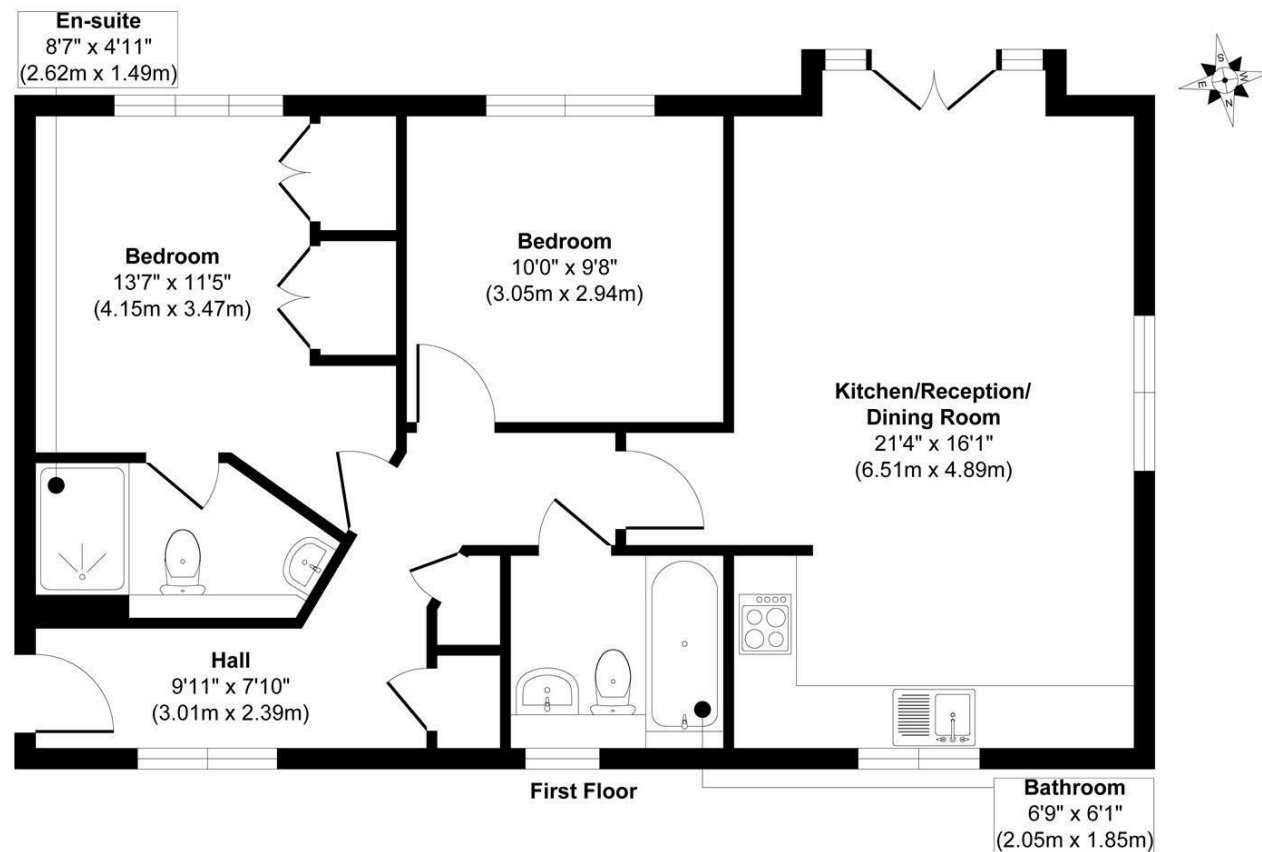 En-suite
8'7" x 4'11"
(2.62m x 1.49m)
S
W
E
N
Bedroom
13'7" x 11'5"
(4.15m x 3.47m)
Bedroom
10'0" x 9'8"
(3.05m x 2.94m)
Kitchen/Reception/
Dining Room
21'4" x 16'1"
(6.51m x 4.89m)
Hall
9'11" x 7'10"
(3.01m x 2.39m)
First Floor
Bathroom
6'9" x 6'1"
(2.05m x 1.85m)